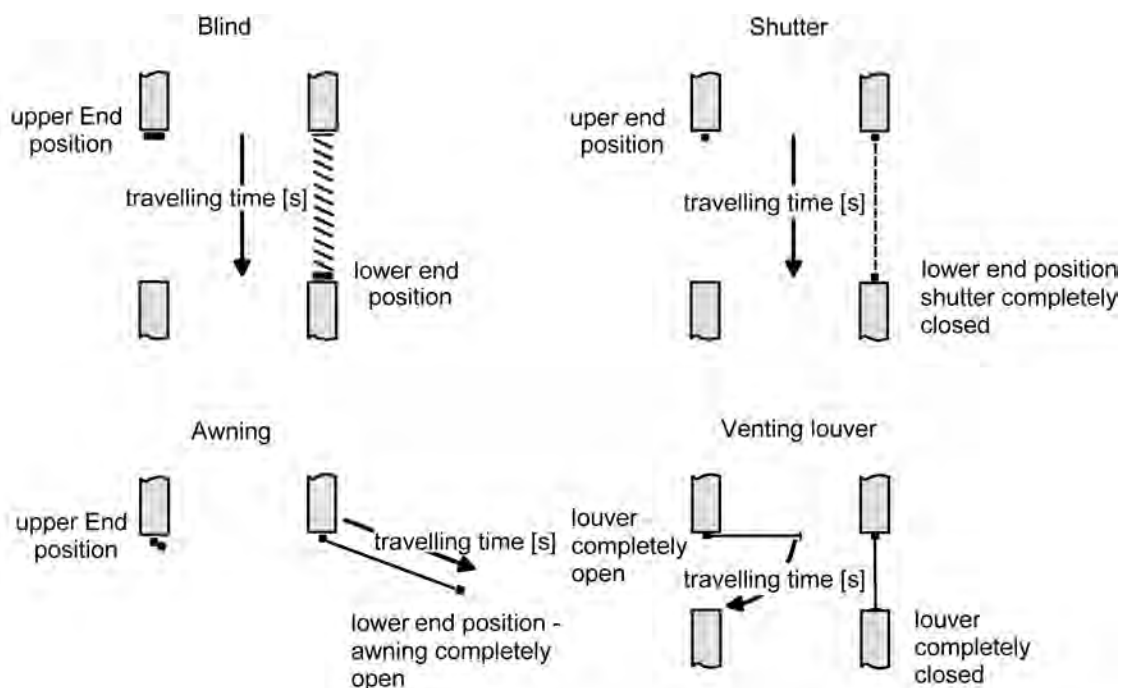 Blind
upper End
position
travelling time [s]
lower end
position
Shutter
uper end
position
travelling time [s]
lower end position
shutter completely
closed
Awning
upper End
position
travelling time [s]
lower end position -
awning completely
open
Venting louver
louver -
completely
open
travelling time [s]
louver
completely
closed